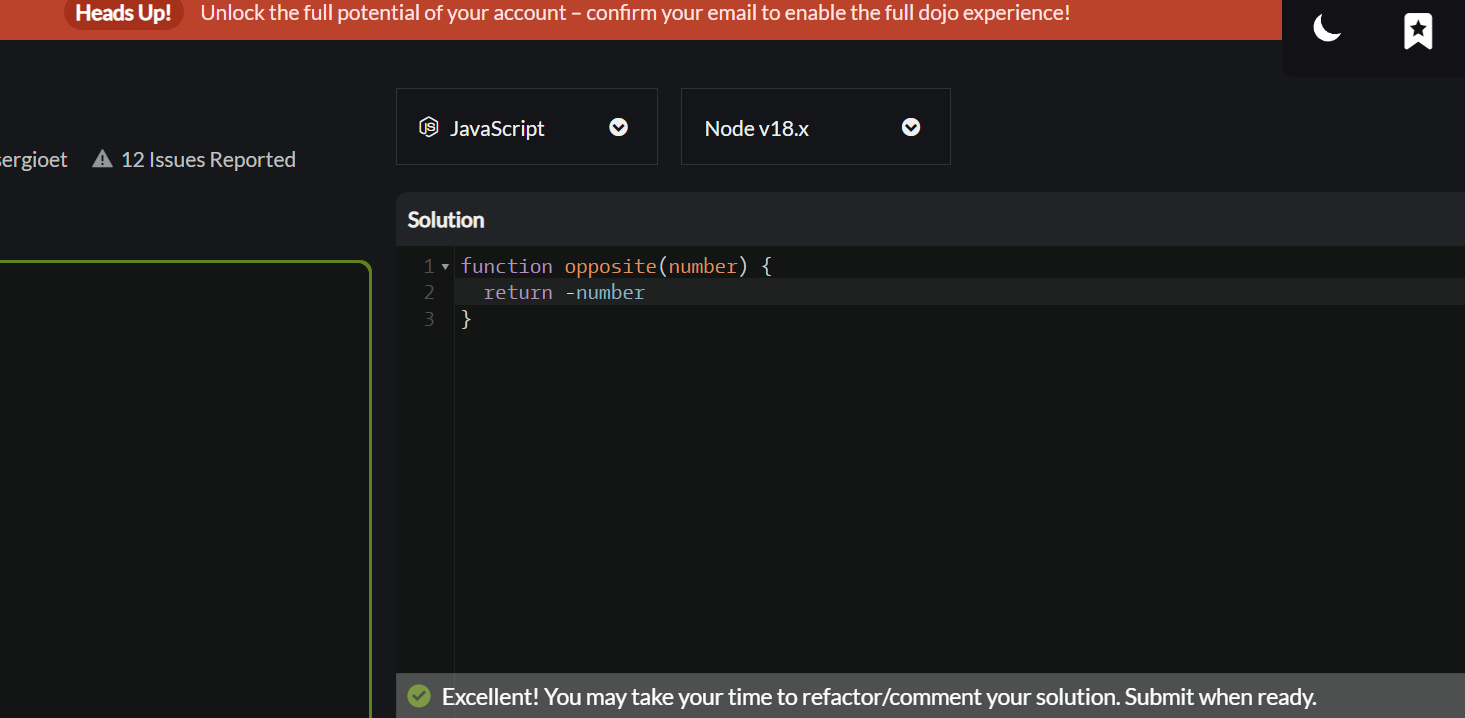 Heads Up! Unlock the full potential of your account – confirm your email to enable the full dojo experience!
JavaScript
Node v18.x
sergioet 12 Issues Reported
Solution
1 function opposite(number) {
2 return -number
3 }
Excellent! You may take your time to refactor/comment your solution. Submit when ready.